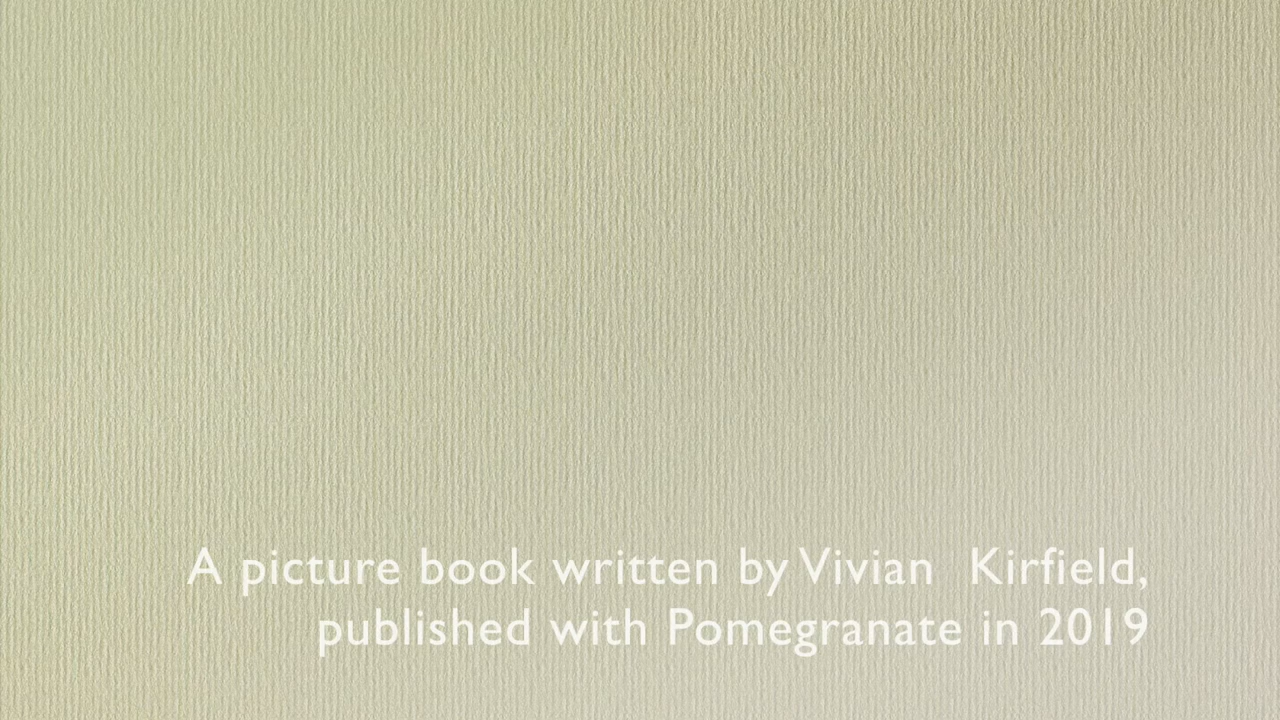 A picture book written by Vivian  Kirfield,
published with Pomegranate in 2019